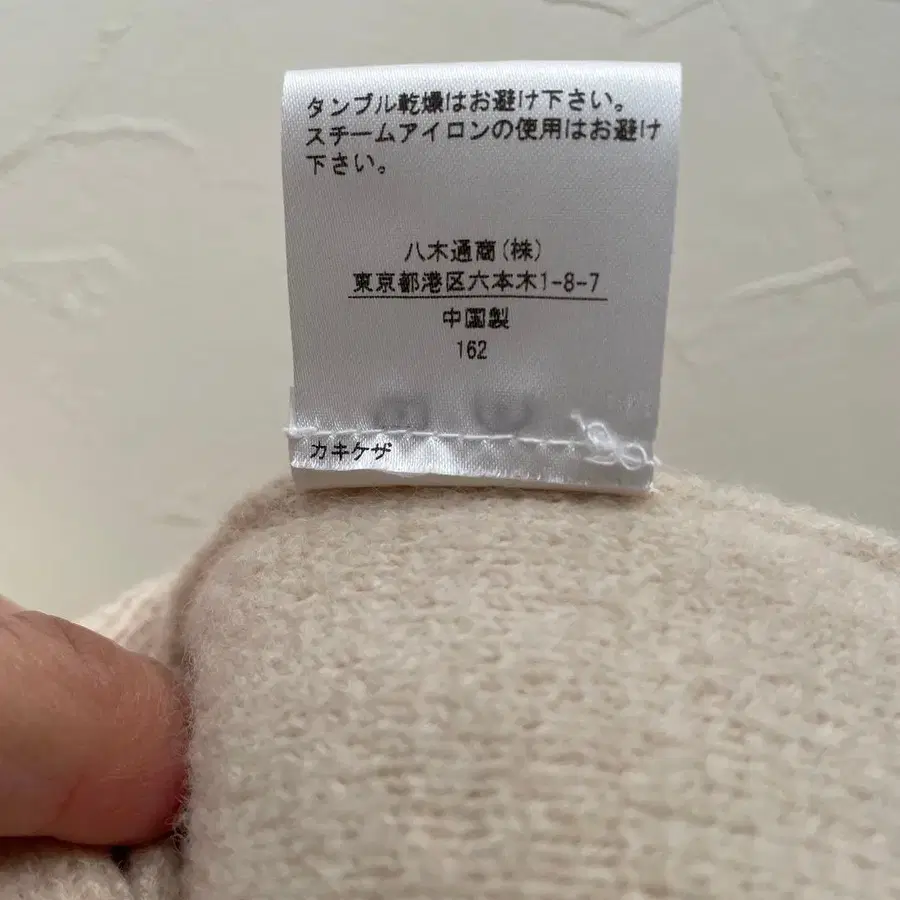 タンブル乾燥はお避け下さい。
スチームアイロンの使用はお避け
下さい。
八木通商(株)
東京都港区六本木1-8-7
中国製
162
カキケザ